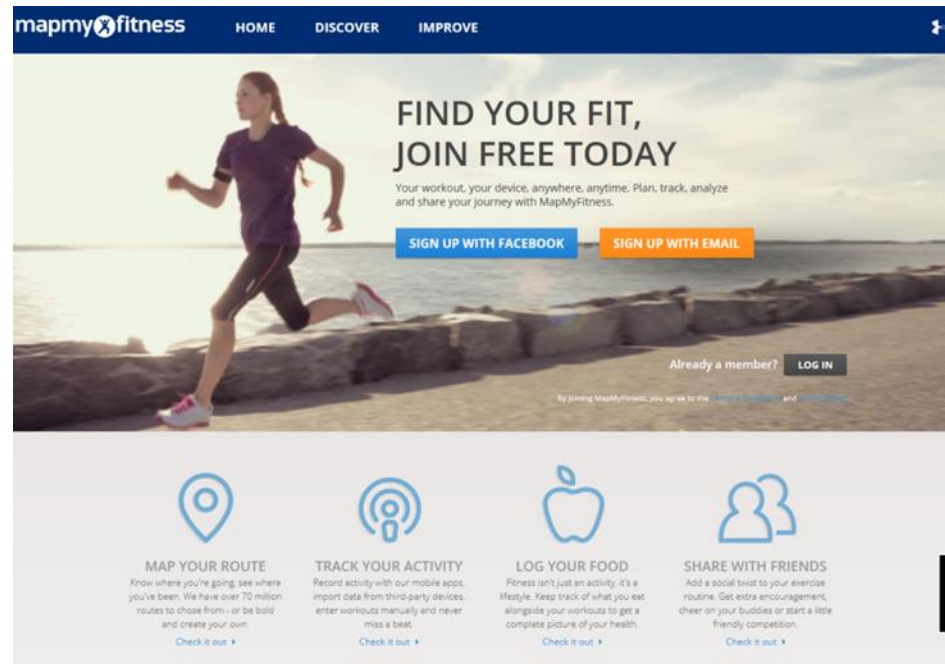 mapmyfitness HOME DISCOVER IMPROVE
FIND YOUR FIT,
JOIN FREE TODAY
Your workout, your device, anywhere, anytime. Plan, track, analyze
and share your journey with MapMyFitness.
SIGN UP WITH FACEBOOK SIGN UP WITH EMAIL
Already a member? LOG IN
By joining MapMyFitness, you agree to the and
MAP YOUR ROUTE
Know where you're going, see where
you've been. We have over 70 million
routes to chose from - or be bold
and create your own.
Check it out
TRACK YOUR ACTIVITY
Record activity with our mobile apps,
import data from third-party devices,
enter workouts manually and never
miss a beat.
Check it out
LOG YOUR FOOD
Fitness isn't just an activity, it's a
lifestyle. Keep track of what you eat
alongside your workouts to get a
complete picture of your health.
Check it out
SHARE WITH FRIENDS
Add a social twist to your exercise
routine. Get extra encouragement,
cheer on your buddies or start a little
friendly competition.
Check it out